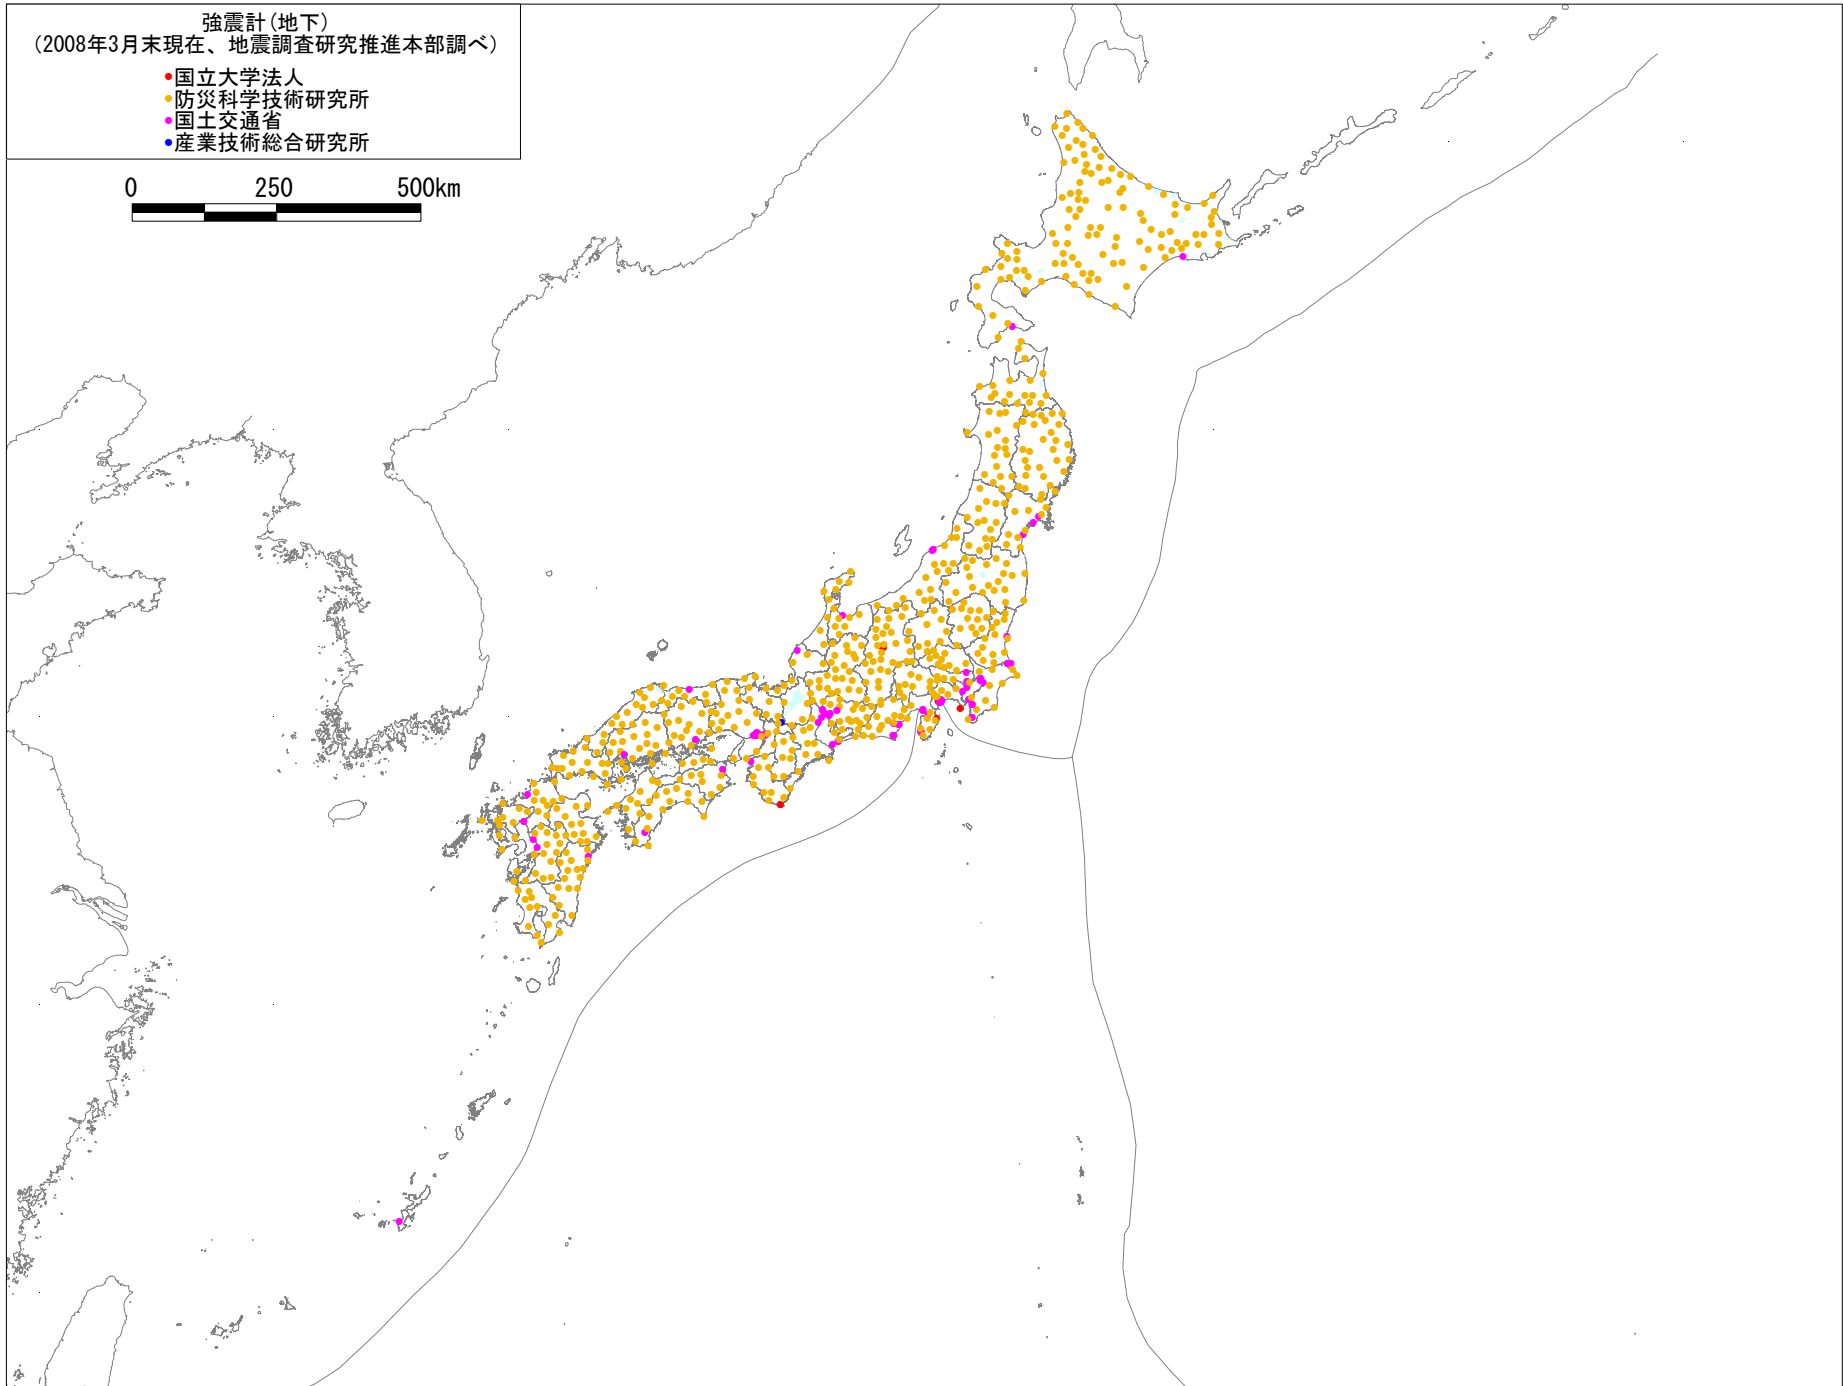 強震計(地下)
(2008年3月末現在、地震調査研究推進本部調べ)
国立大学法人
防災科学技術研究所
国土交通省
産業技術総合研究所
0 250 500km